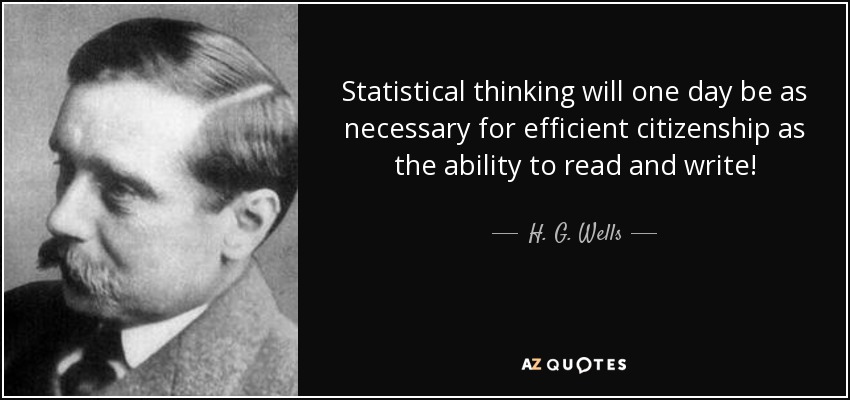 Statistical thinking will one day be as
necessary for efficient citizenship as
the ability to read and write!
H. G. Wells
AZ QUOTES